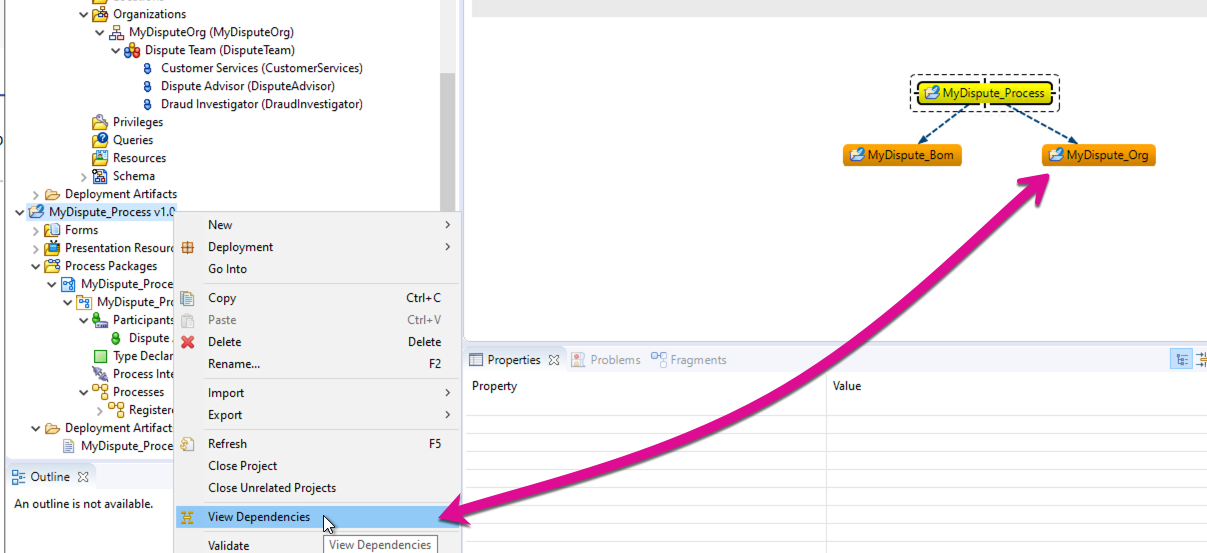 Organizations
MyDisputeOrg (MyDisputeOrg)
Dispute Team (DisputeTeam)
Customer Services (CustomerServices)
Dispute Advisor (DisputeAdvisor)
Draud Investigator (DraudInvestigator)
Privileges
Queries
Resources
Schema
Deployment Artifacts
MyDispute_Process v1.0
Forms
Presentation Resourc
Process Packages
MyDispute_Proce
MyDispute_Pro
Participants
Dispute
Type Declar
Process Inte
Processes
Registere
Deployment Artifact
MyDispute_Proce
Outline
An outline is not available.
New
Deployment
Go Into
Copy Ctrl+C
Paste Ctrl+V
Delete Delete
Rename... F2
Import
Export
Refresh F5
Close Project
Close Unrelated Projects
View Dependencies
Validate
View Dependencies
MyDispute_Process
MyDispute_Bom
MyDispute_Org
Properties Problems Fragments
Property Value